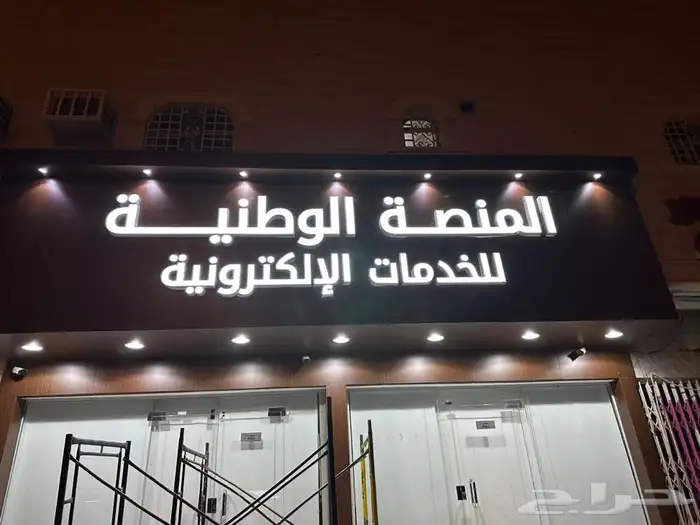 المنصة الوطنية
للخدمات الإلكترونية
حراج